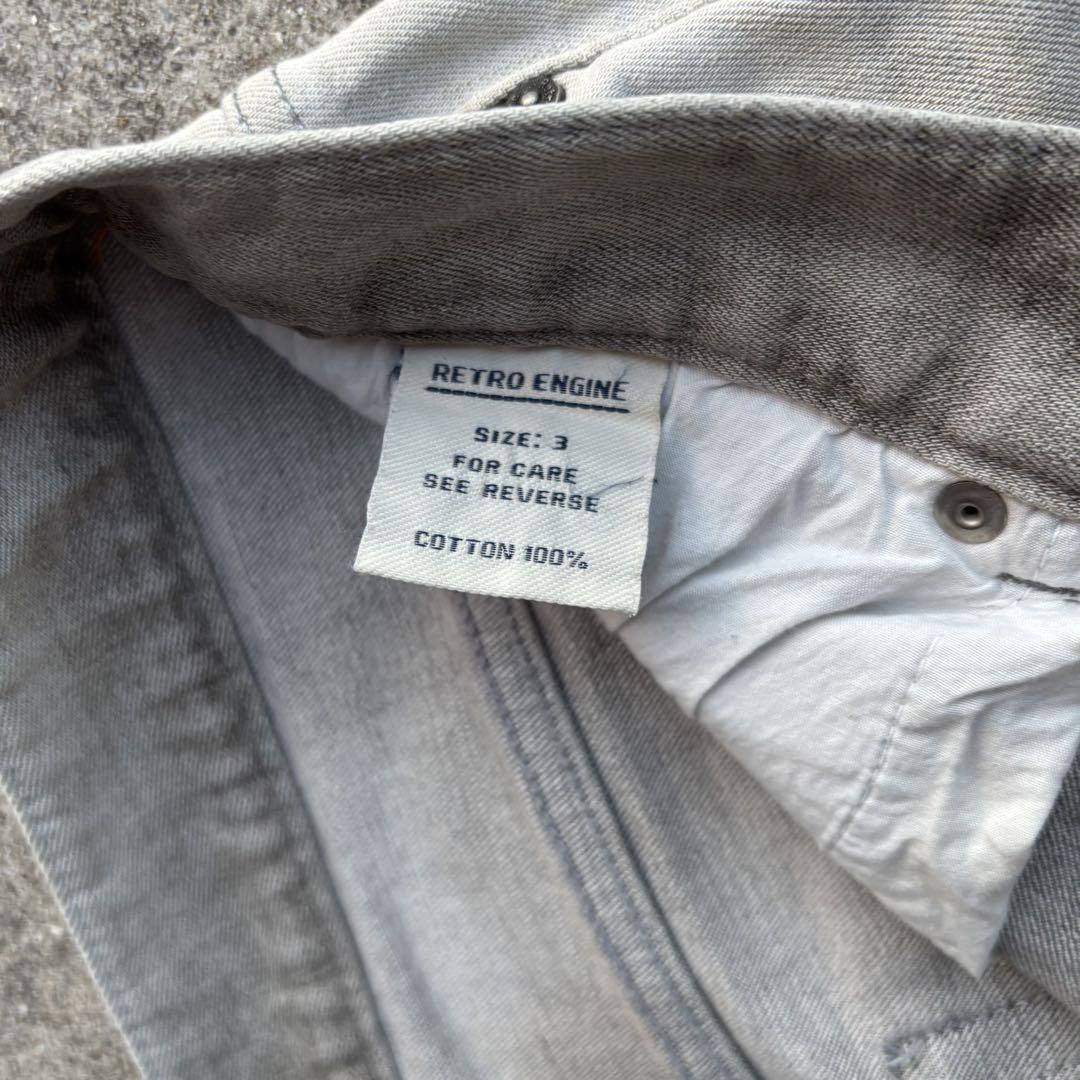 RETRO ENGINE
SIZE: 3
FOR CARE
SEE REVERSE
COTTON 100%